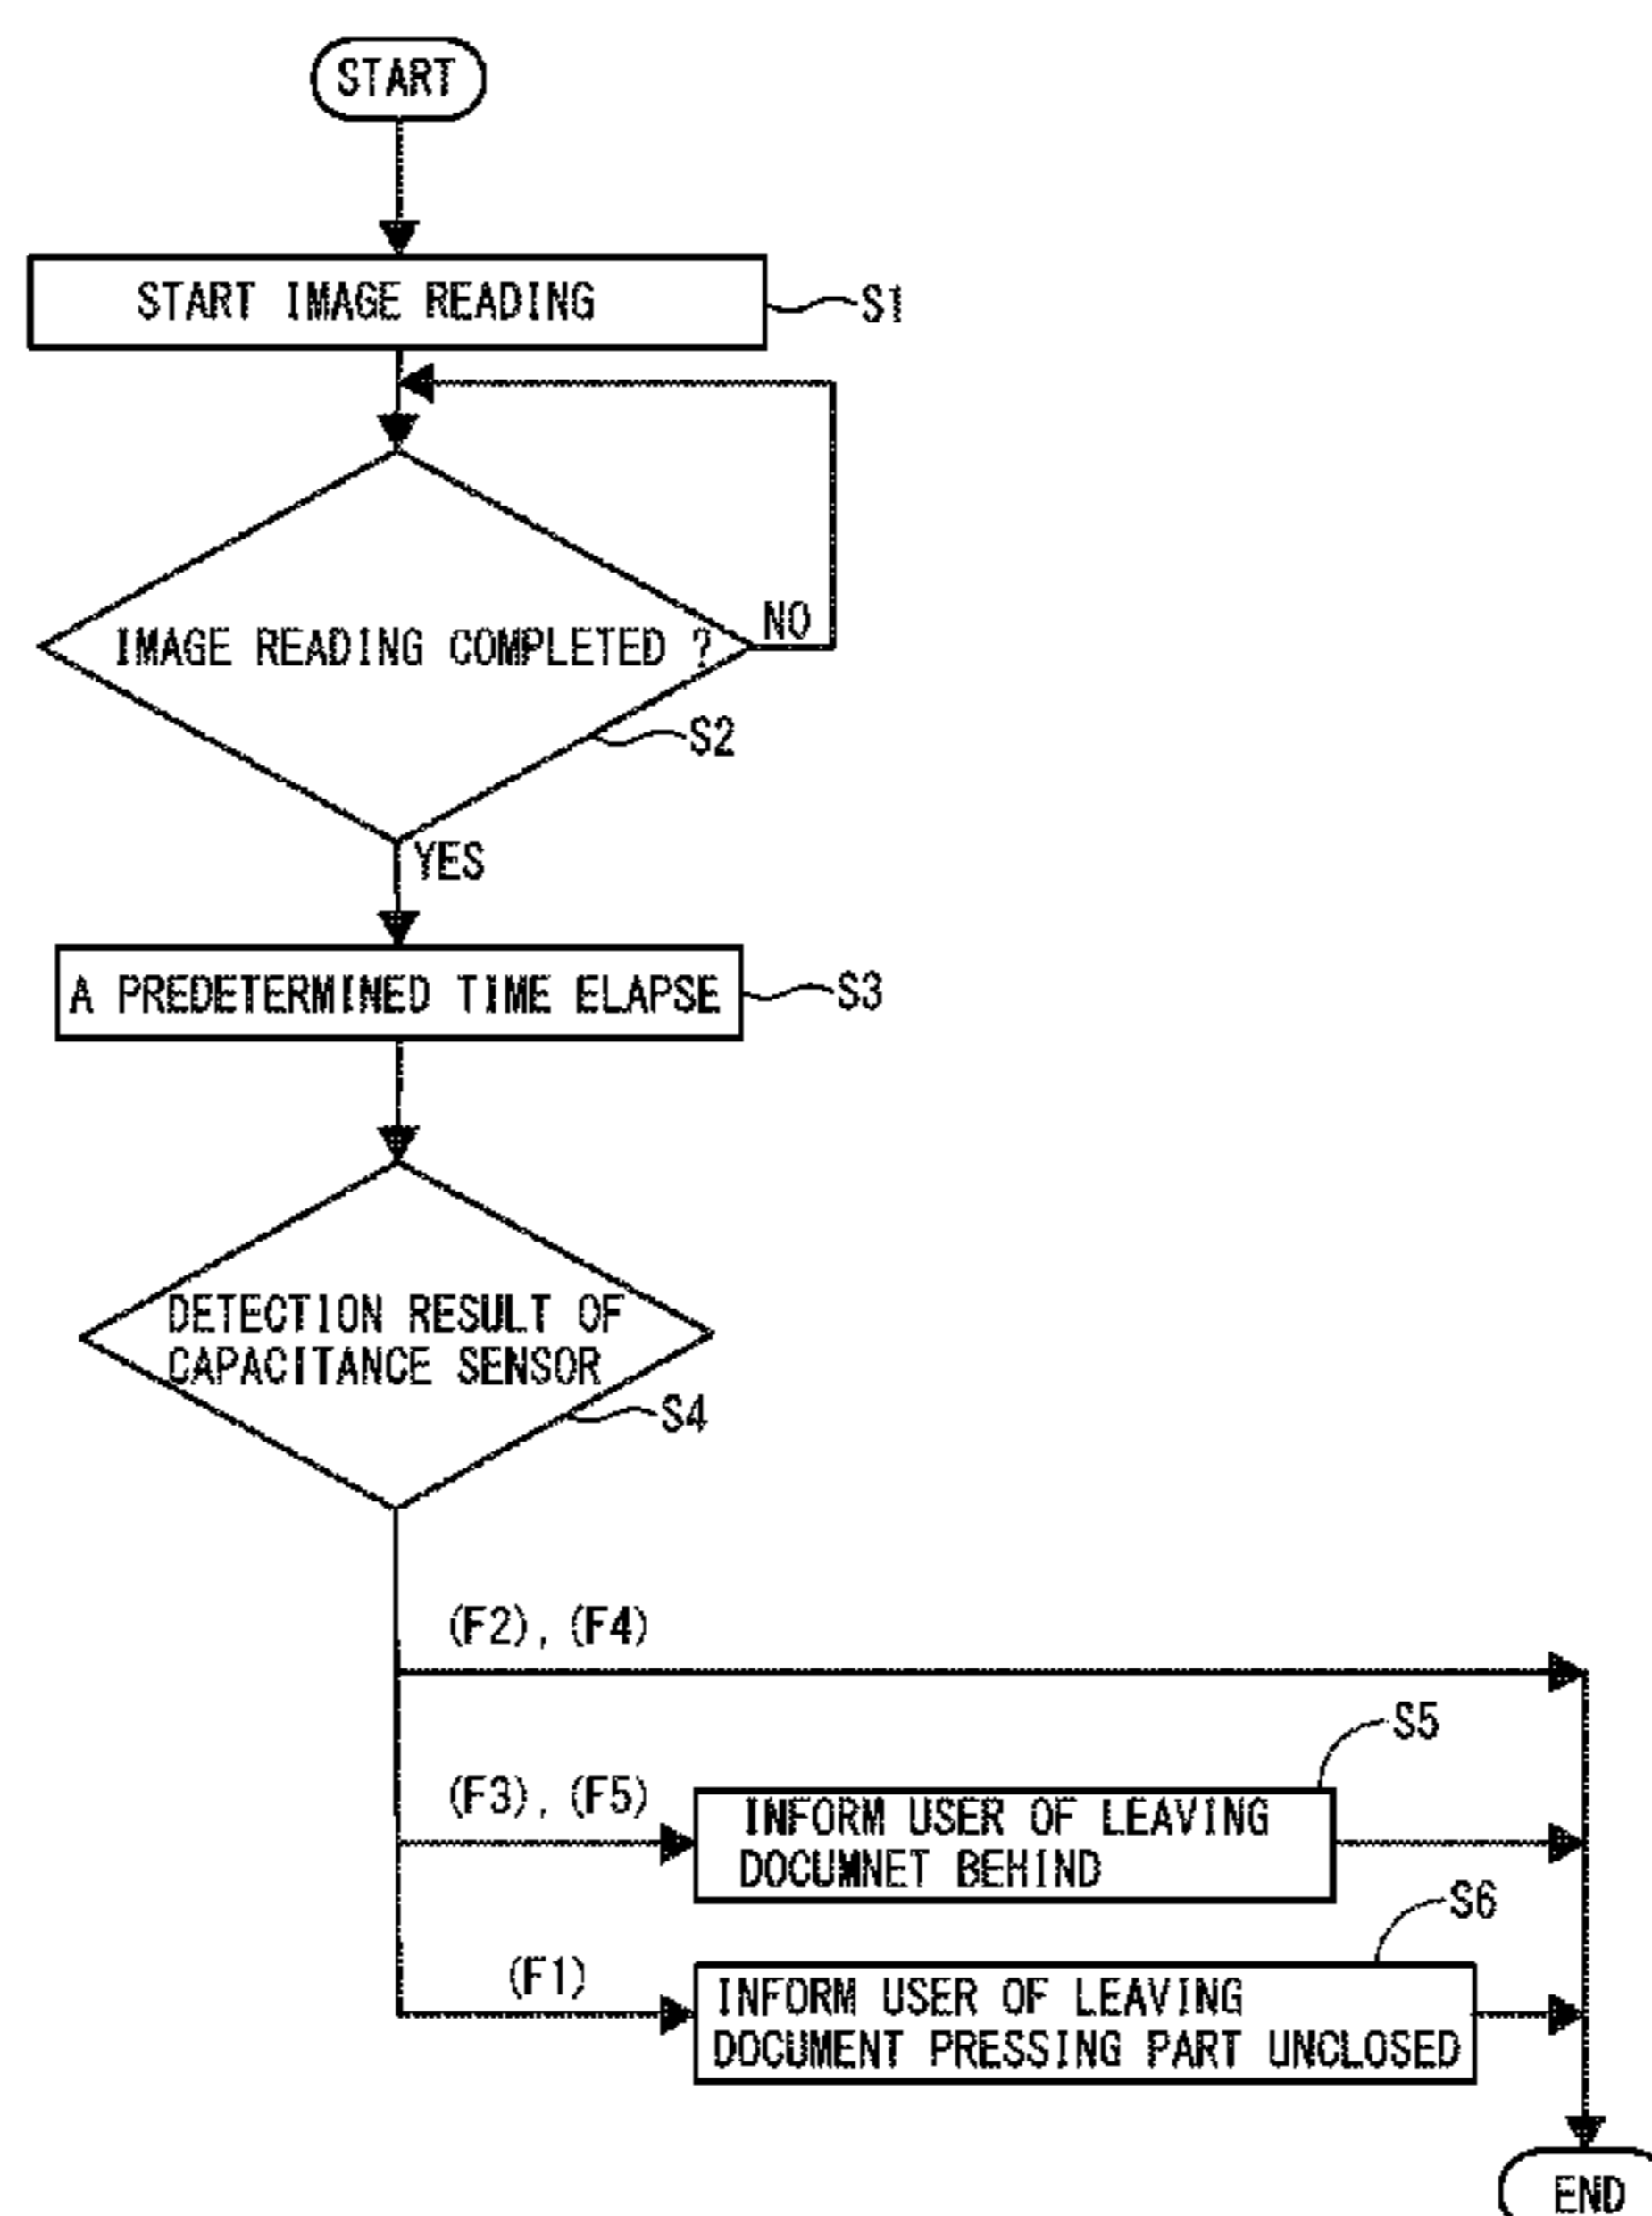 START
START IMAGE READING
S1
IMAGE READING COMPLETED ?
NO
S2
YES
A PREDETERMINED TIME ELAPSE
S3
DETECTION RESULT OF
CAPACITANCE SENSOR
S4
(F2), (F4)
S5
(F3), (F5)
INFORM USER OF LEAVING
DOCUMNET BEHIND
S6
(F1)
INFORM USER OF LEAVING
DOCUMENT PRESSING PART UNCLOSED
END